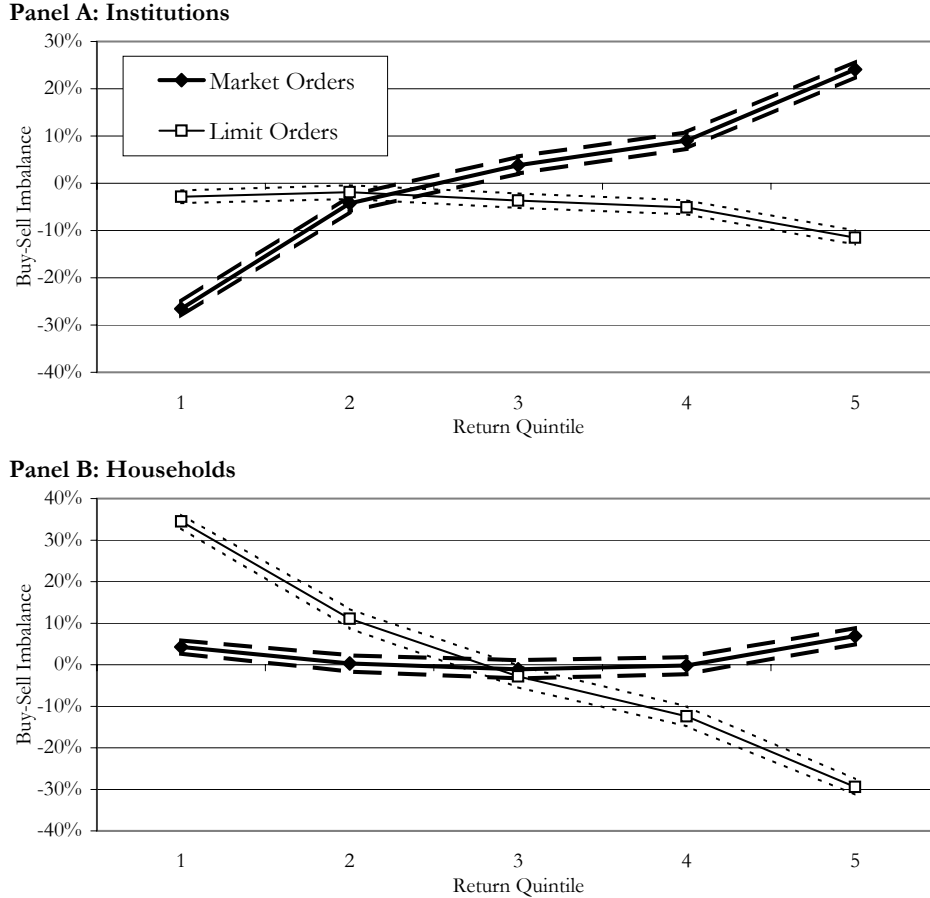 Panel A: Institutions
30%
20%
10%
0%
-10%
-20%
-30%
-40%
Buy-Sell Imbalance
Market Orders
Limit Orders
1 2 3 4 5
Return Quintile
Panel B: Households
40%
30%
20%
10%
0%
-10%
-20%
-30%
-40%
Buy-Sell Imbalance
1 2 3 4 5
Return Quintile